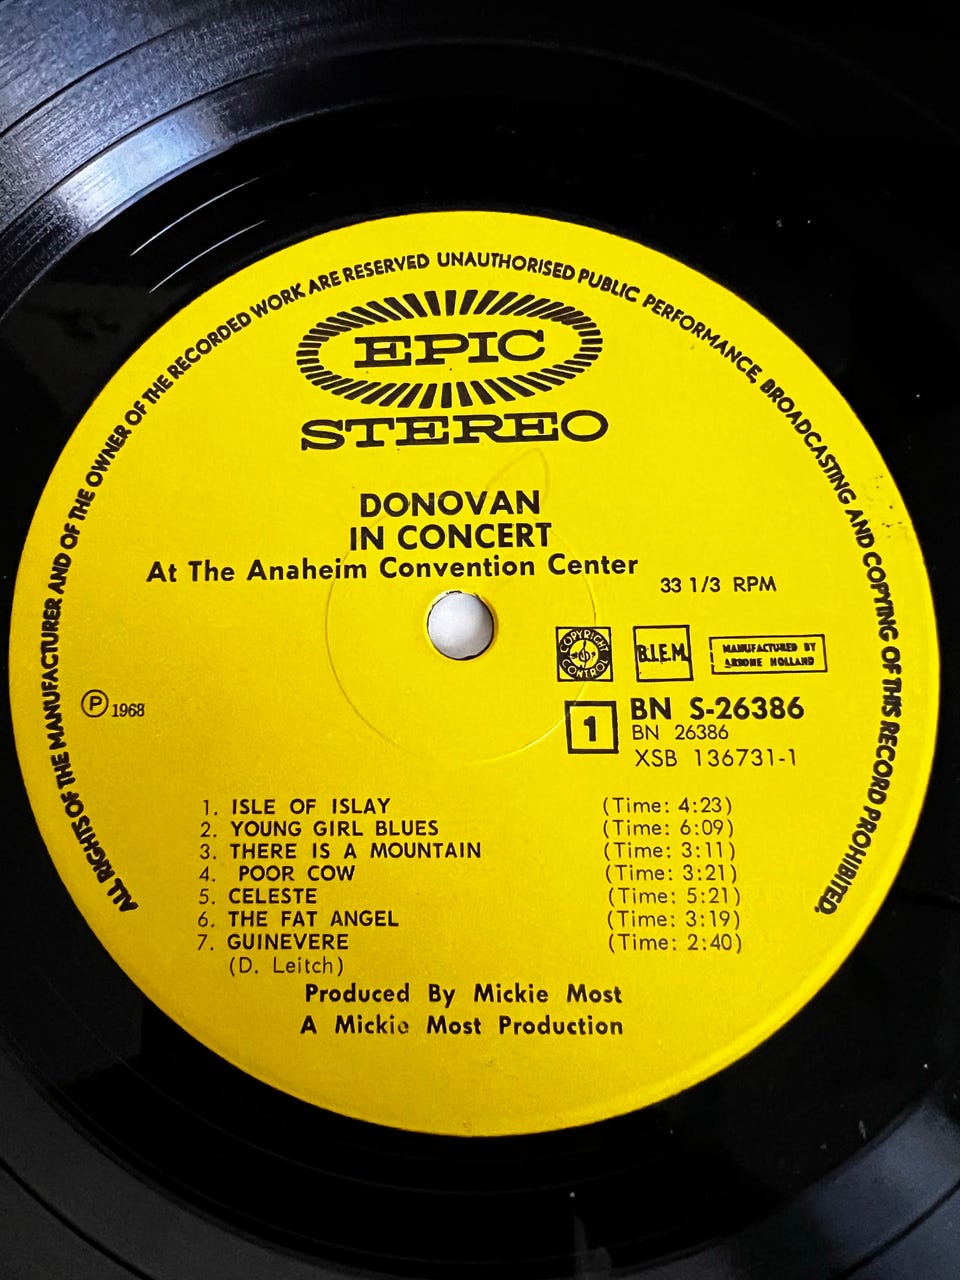 ALL RIGHTS OF THE MANUFACTURER AND OF THE OWNER OF THE RECORDED WORK ARE RESERVED UNAUTHORISED PUBLIC PERFORMANCE, BROADCASTING AND COPYING OF THIS RECORD PROHIBITED.
EPIC
STEREO
DONOVAN
IN CONCERT
At The Anaheim Convention Center
33 1/3 RPM
COPYRIGHT CONTROL
B.I.E.M.
MANUFACTURED BY
ARTONE HOLLAND
℗ 1968
1
BN S-26386
BN 26386
XSB 136731-1
1. ISLE OF ISLAY (Time: 4:23)
2. YOUNG GIRL BLUES (Time: 6:09)
3. THERE IS A MOUNTAIN (Time: 3:11)
4. POOR COW (Time: 3:21)
5. CELESTE (Time: 5:21)
6. THE FAT ANGEL (Time: 3:19)
7. GUINEVERE (Time: 2:40)
(D. Leitch)
Produced By Mickie Most
A Mickie Most Production